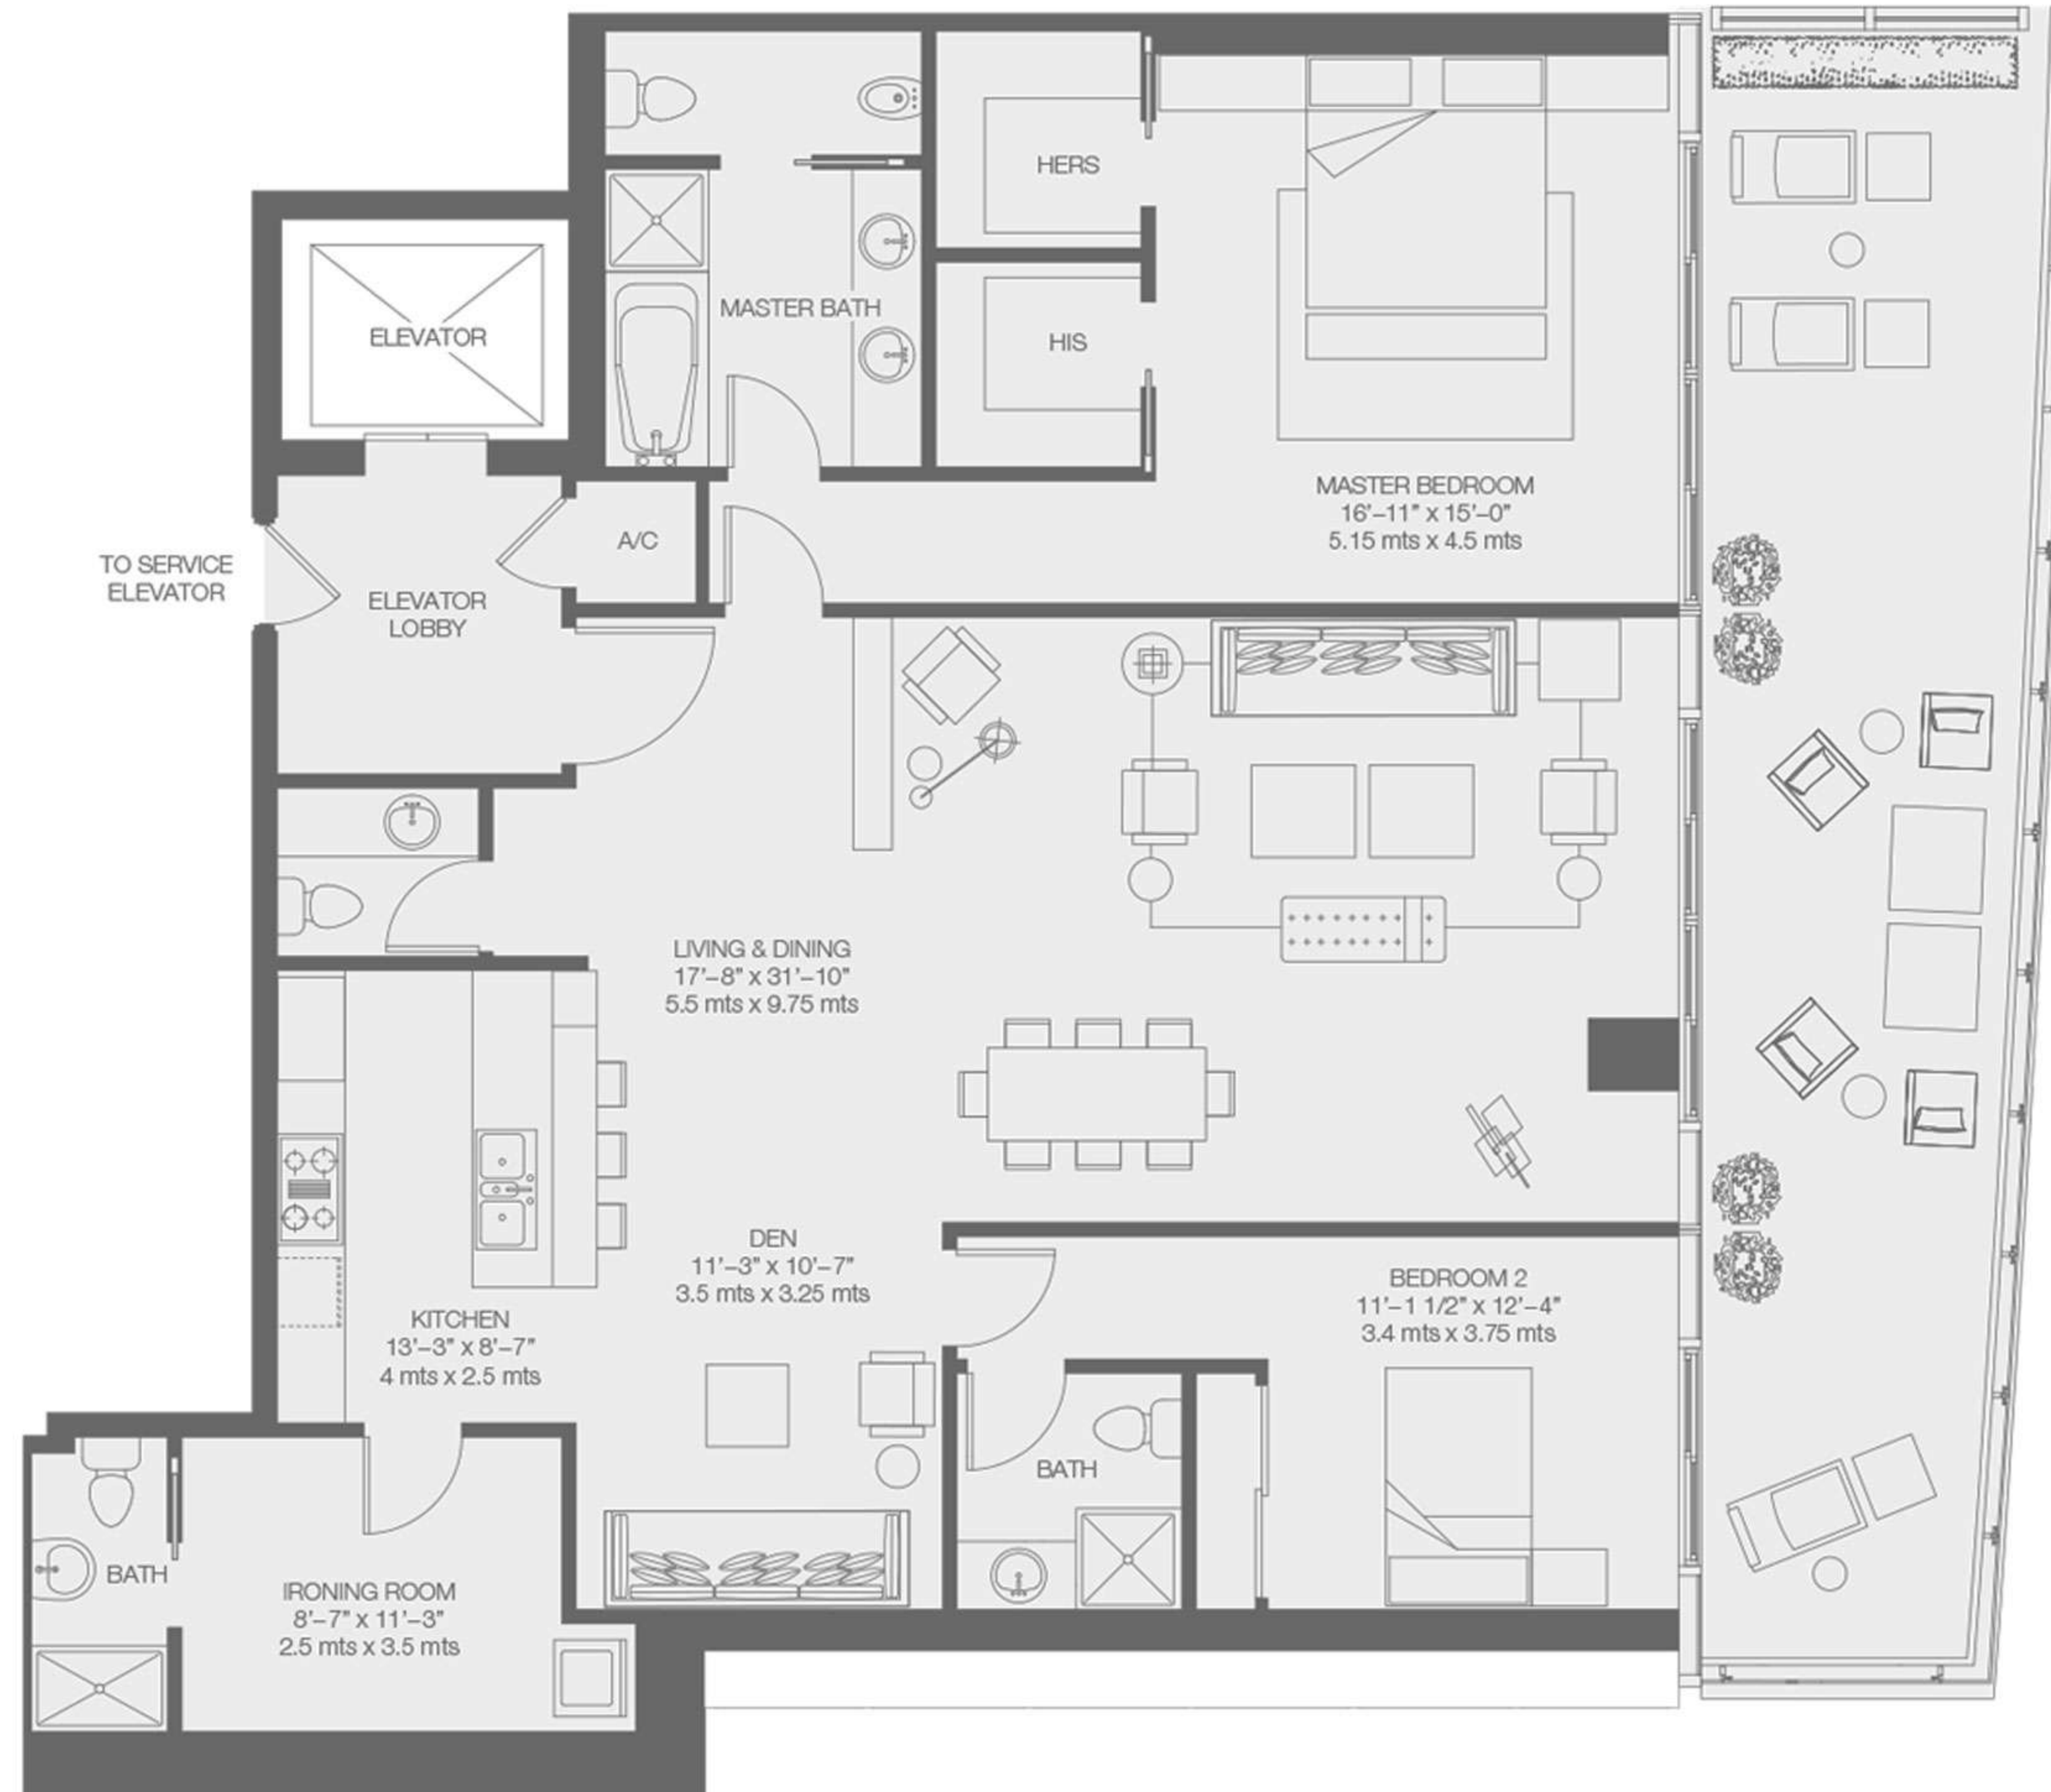 HERS
MASTER BATH
ELEVATOR
HIS
MASTER BEDROOM
16’–11” x 15’–0”
5.15 mts x 4.5 mts
A/C
TO SERVICE
ELEVATOR
ELEVATOR
LOBBY
LIVING & DINING
17’–8” x 31’–10”
5.5 mts x 9.75 mts
DEN
11’–3” x 10’–7”
3.5 mts x 3.25 mts
BEDROOM 2
11’–1 1/2” x 12’–4”
3.4 mts x 3.75 mts
KITCHEN
13’–3” x 8’–7”
4 mts x 2.5 mts
BATH
BATH
IRONING ROOM
8’–7” x 11’–3”
2.5 mts x 3.5 mts